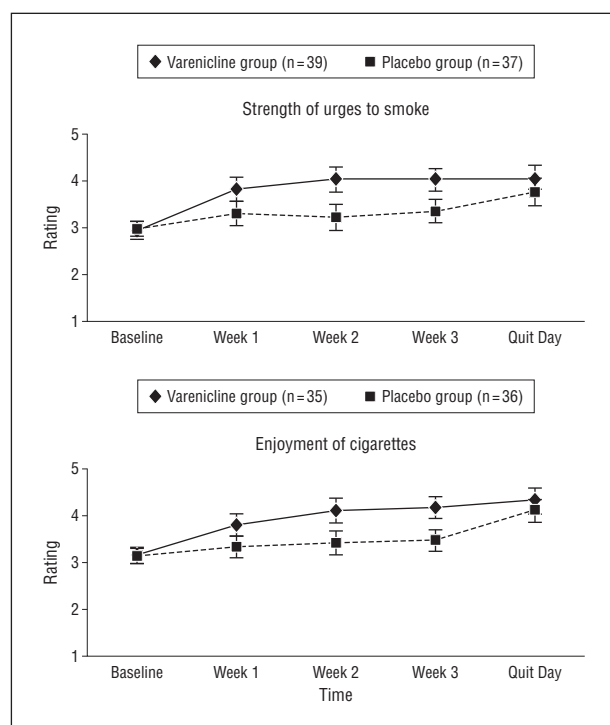 Varenicline group (n=39) Placebo group (n=37)
Strength of urges to smoke
5
4
3
2
1
Rating
Baseline Week 1 Week 2 Week 3 Quit Day
Varenicline group (n=35) Placebo group (n=36)
Enjoyment of cigarettes
5
4
3
2
1
Rating
Baseline Week 1 Week 2 Week 3 Quit Day
Time